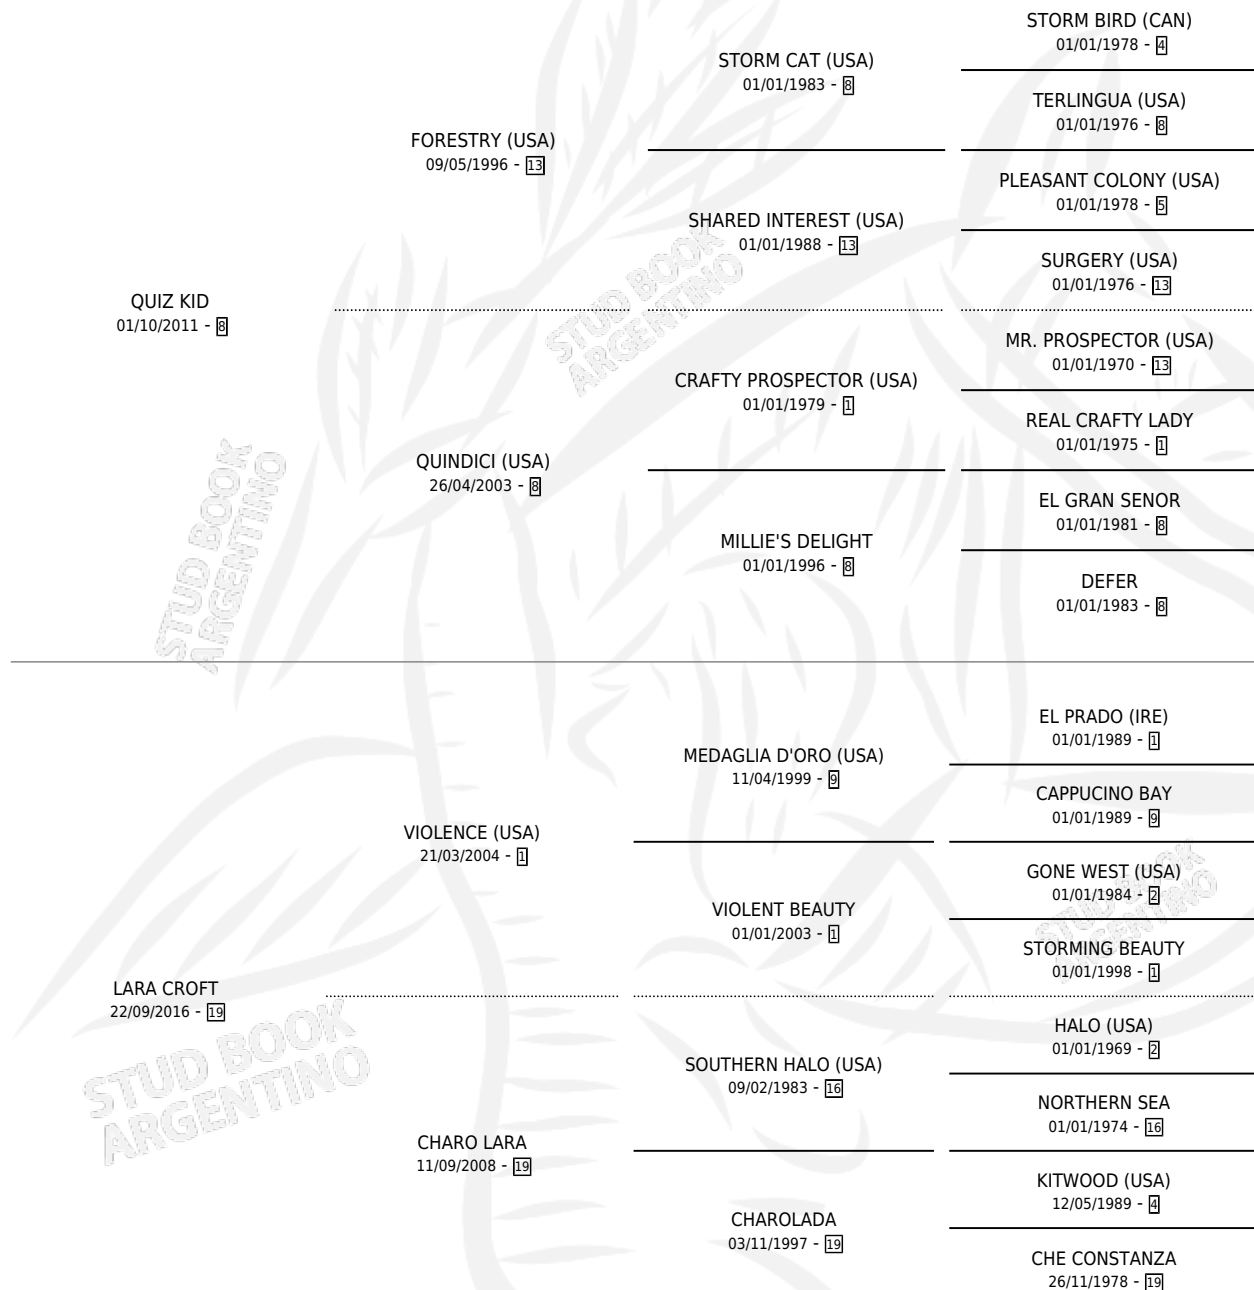 STORM BIRD (CAN)
01/01/1978 - 4
STORM CAT (USA)
01/01/1983 - 8
TERLINGUA (USA)
01/01/1976 - 8
FORESTRY (USA)
09/05/1996 - 13
PLEASANT COLONY (USA)
01/01/1978 - 5
SHARED INTEREST (USA)
01/01/1988 - 13
SURGERY (USA)
01/01/1976 - 13
QUIZ KID
01/10/2011 - 8
MR. PROSPECTOR (USA)
01/01/1970 - 13
CRAFTY PROSPECTOR (USA)
01/01/1979 - 1
REAL CRAFTY LADY
01/01/1975 - 1
QUINDICI (USA)
26/04/2003 - 8
EL GRAN SENOR
01/01/1981 - 8
MILLIE'S DELIGHT
01/01/1996 - 8
DEFER
01/01/1983 - 8
EL PRADO (IRE)
01/01/1989 - 1
MEDAGLIA D'ORO (USA)
11/04/1999 - 9
CAPPUCINO BAY
01/01/1989 - 9
VIOLENCE (USA)
21/03/2004 - 1
GONE WEST (USA)
01/01/1984 - 2
VIOLENT BEAUTY
01/01/2003 - 1
STORMING BEAUTY
01/01/1998 - 1
LARA CROFT
22/09/2016 - 19
HALO (USA)
01/01/1969 - 2
SOUTHERN HALO (USA)
09/02/1983 - 16
NORTHERN SEA
01/01/1974 - 16
CHARO LARA
11/09/2008 - 19
KITWOOD (USA)
12/05/1989 - 4
CHAROLADA
03/11/1997 - 19
CHE CONSTANZA
26/11/1978 - 19
STUD BOOK
ARGENTINO
STUD BOOK
ARGENTINO
STUD BOOK
ARGENTINO
STUD BOOK
ARGENTINO